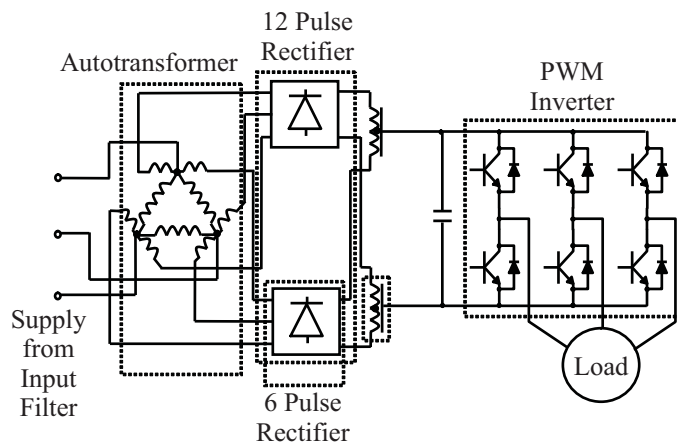 12 Pulse
Rectifier
Autotransformer
PWM
Inverter
Supply
from
Input
Filter
Load
6 Pulse
Rectifier